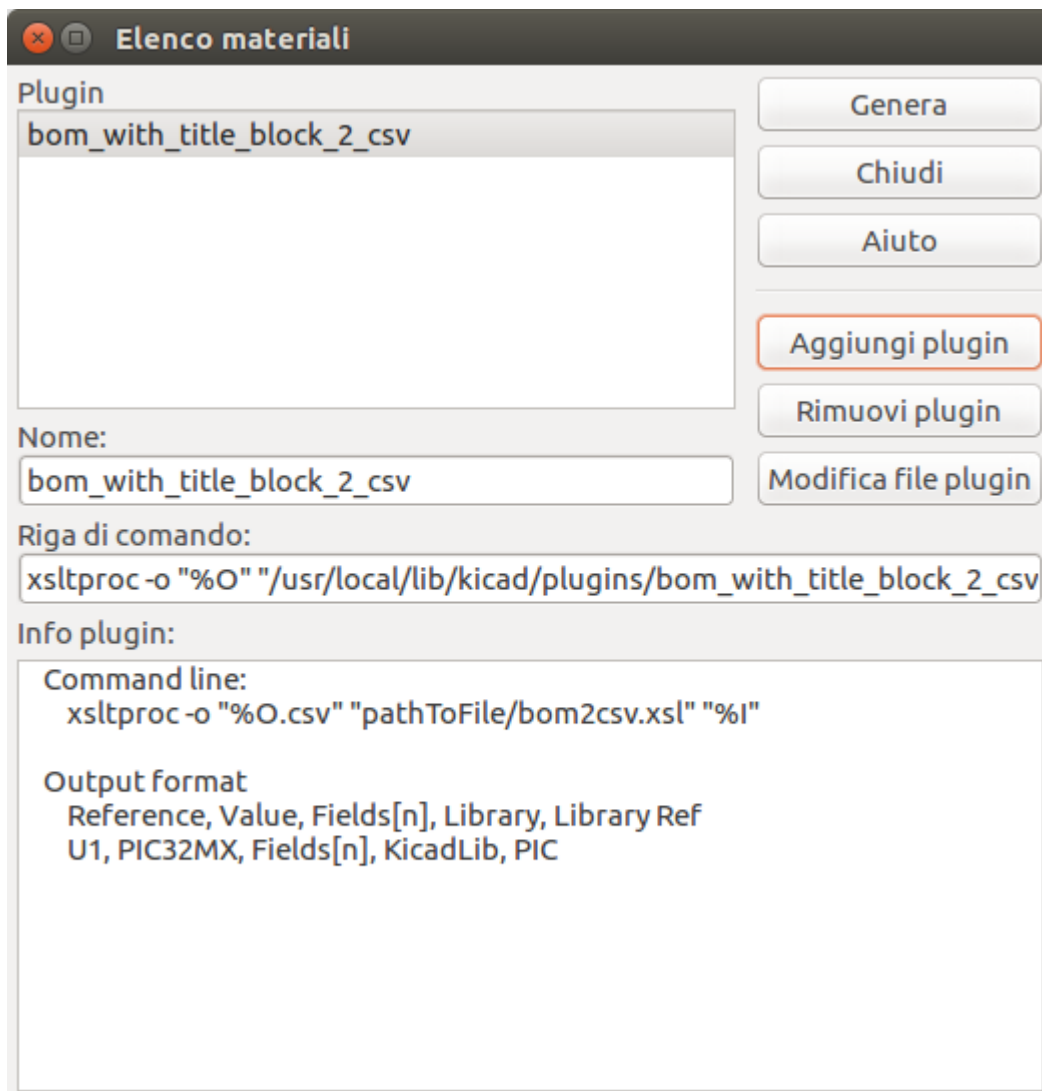 Elenco materiali
Plugin
bom_with_title_block_2_csv
Genera
Chiudi
Aiuto
Aggiungi plugin
Rimuovi plugin
Modifica file plugin
Nome:
bom_with_title_block_2_csv
Riga di comando:
xsltproc -o "%O" "/usr/local/lib/kicad/plugins/bom_with_title_block_2_csv
Info plugin:
Command line:
xsltproc -o "%O.csv" "pathToFile/bom2csv.xsl" "%I"
Output format
Reference, Value, Fields[n], Library, Library Ref
U1, PIC32MX, Fields[n], KicadLib, PIC